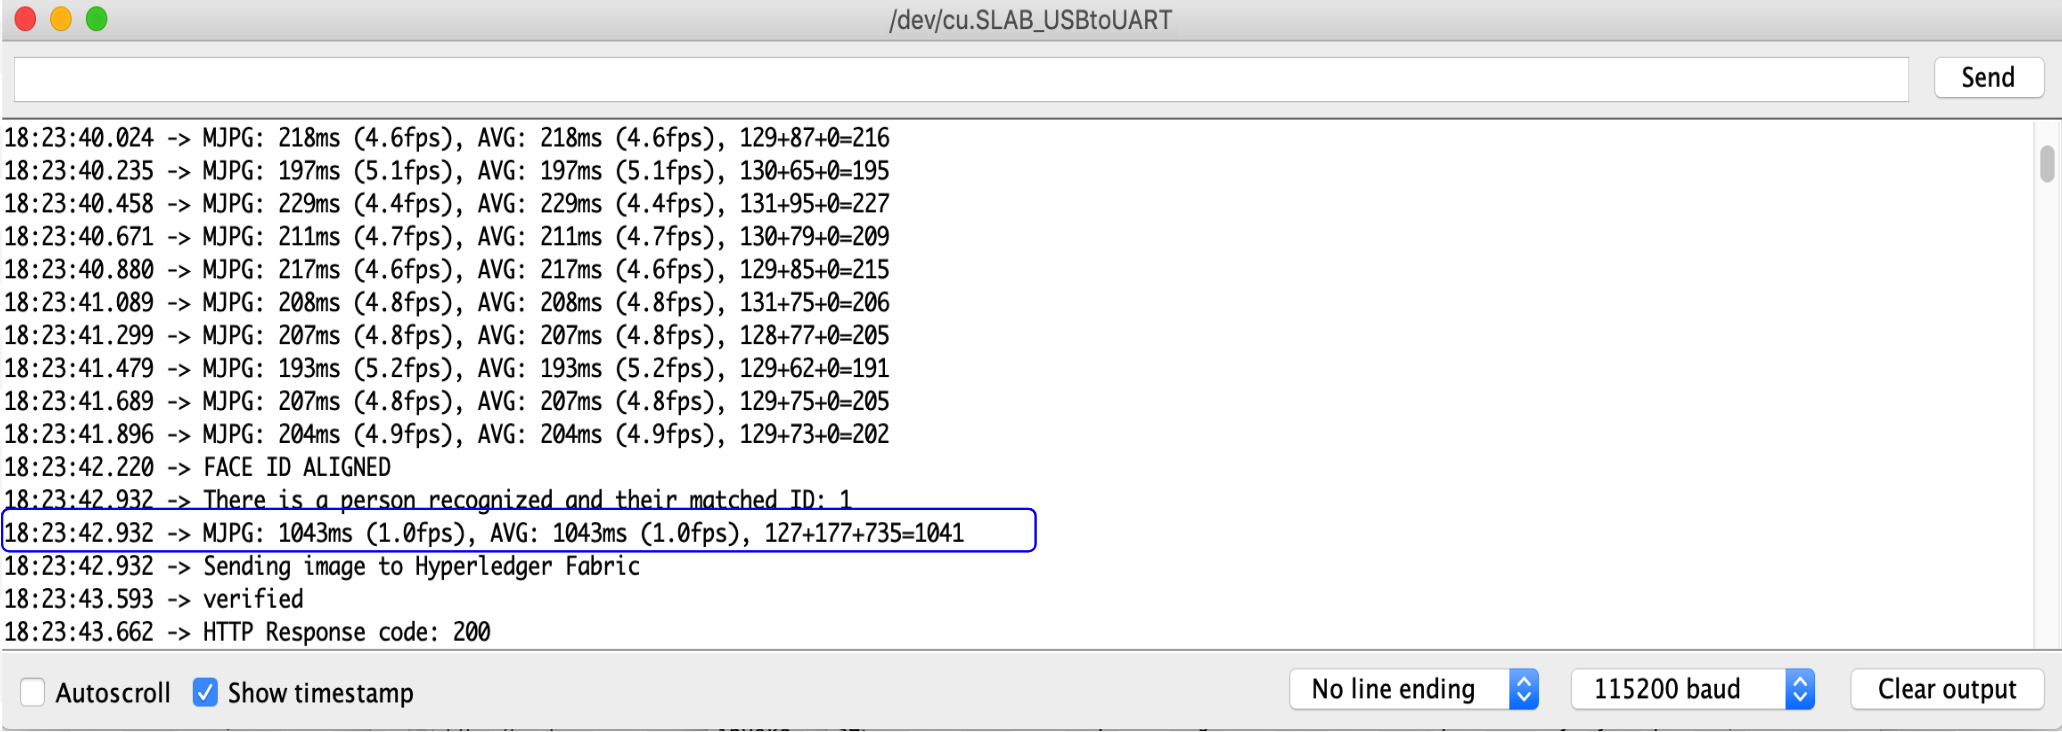 /dev/cu.SLAB_USBtoUART
Send
18:23:40.024 -> MJPG: 218ms (4.6fps), AVG: 218ms (4.6fps), 129+87+0=216
18:23:40.235 -> MJPG: 197ms (5.1fps), AVG: 197ms (5.1fps), 130+65+0=195
18:23:40.458 -> MJPG: 229ms (4.4fps), AVG: 229ms (4.4fps), 131+95+0=227
18:23:40.671 -> MJPG: 211ms (4.7fps), AVG: 211ms (4.7fps), 130+79+0=209
18:23:40.880 -> MJPG: 217ms (4.6fps), AVG: 217ms (4.6fps), 129+85+0=215
18:23:41.089 -> MJPG: 208ms (4.8fps), AVG: 208ms (4.8fps), 131+75+0=206
18:23:41.299 -> MJPG: 207ms (4.8fps), AVG: 207ms (4.8fps), 128+77+0=205
18:23:41.479 -> MJPG: 193ms (5.2fps), AVG: 193ms (5.2fps), 129+62+0=191
18:23:41.689 -> MJPG: 207ms (4.8fps), AVG: 207ms (4.8fps), 129+75+0=205
18:23:41.896 -> MJPG: 204ms (4.9fps), AVG: 204ms (4.9fps), 129+73+0=202
18:23:42.220 -> FACE ID ALIGNED
18:23:42.932 -> There is a person recognized and their matched ID: 1
18:23:42.932 -> MJPG: 1043ms (1.0fps), AVG: 1043ms (1.0fps), 127+177+735=1041
18:23:42.932 -> Sending image to Hyperledger Fabric
18:23:43.593 -> verified
18:23:43.662 -> HTTP Response code: 200
Autoscroll Show timestamp No line ending 115200 baud Clear output